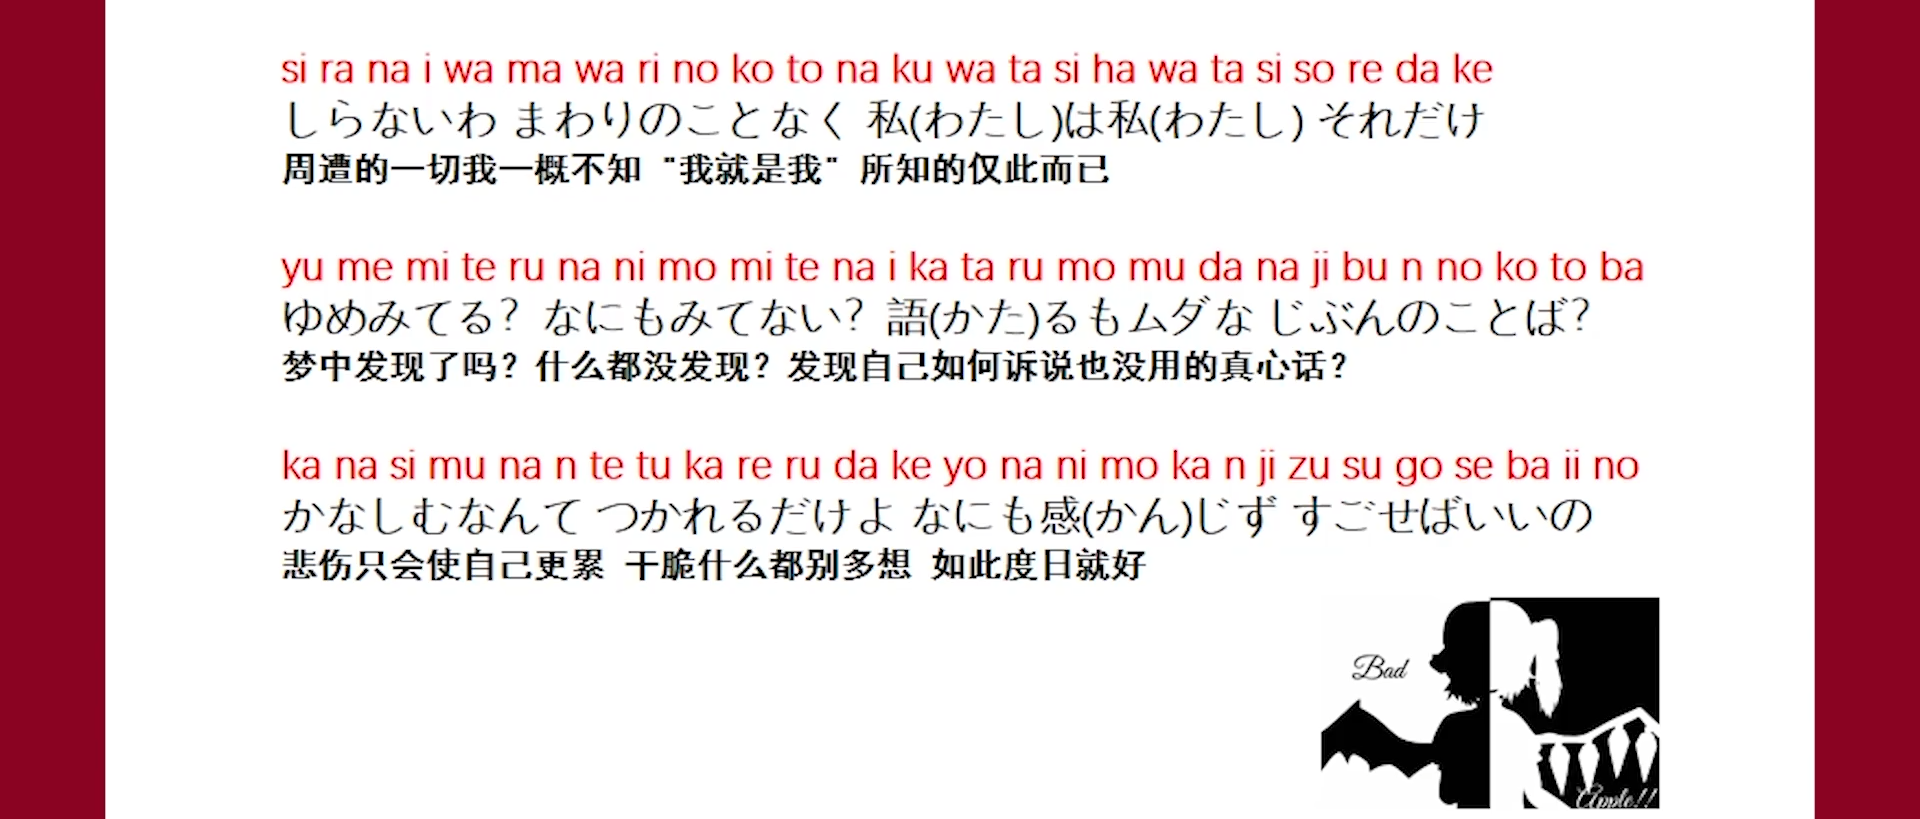 si ra na i wa ma wa ri no ko to na ku wa ta si ha wa ta si so re da ke
しらないわ まわりのことなく 私(わたし)は私(わたし) それだけ
周遭的一切我一概不知 "我就是我" 所知的仅此而已
yu me mi te ru na ni mo mi te na i ka ta ru mo mu da na ji bu n no ko to ba
ゆめみてる？ なにもみてない？ 語(かた)るもムダな じぶんのことば？
梦中发现了吗？什么都没发现？发现自己如何诉说也没用的真心话？
ka na si mu na n te tu ka re ru da ke yo na ni mo ka n ji zu su go se ba ii no
かなしむなんて つかれるだけよ なにも感(かん)じず すごせばいいの
悲伤只会使自己更累 干脆什么都别多想 如此度日就好
Bad
Apple!!